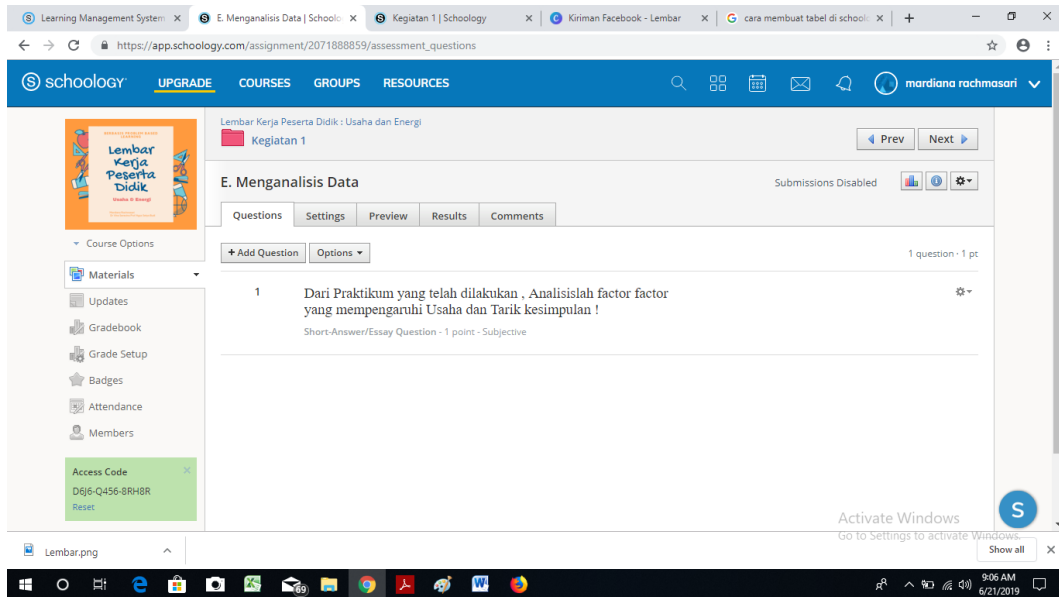 Learning Management System
E. Menganalisis Data | Schoolo
Kegiatan 1 | Schoology
Kiriman Facebook - Lembar
cara membuat tabel di schoolo
https://app.schoology.com/assignment/2071888859/assessment_questions
schoology
UPGRADE
COURSES
GROUPS
RESOURCES
mardiana rachmasari
Lembar
Kerja
Peserta
Didik
Usaha & Energi
Course Options
Materials
Updates
Gradebook
Grade Setup
Badges
Attendance
Members
Access Code
D6J6-Q456-8RH8R
Reset
Lembar Kerja Peserta Didik : Usaha dan Energi
Kegiatan 1
Prev
Next
E. Menganalisis Data
Submissions Disabled
Questions
Settings
Preview
Results
Comments
+ Add Question
Options
1 question · 1 pt
1
Dari Praktikum yang telah dilakukan , Analisislah factor factor
yang mempengaruhi Usaha dan Tarik kesimpulan !
Short-Answer/Essay Question - 1 point - Subjective
S
Activate Windows
Go to Settings to activate Windows.
Lembar.png
Show all
69
9:06 AM
6/21/2019